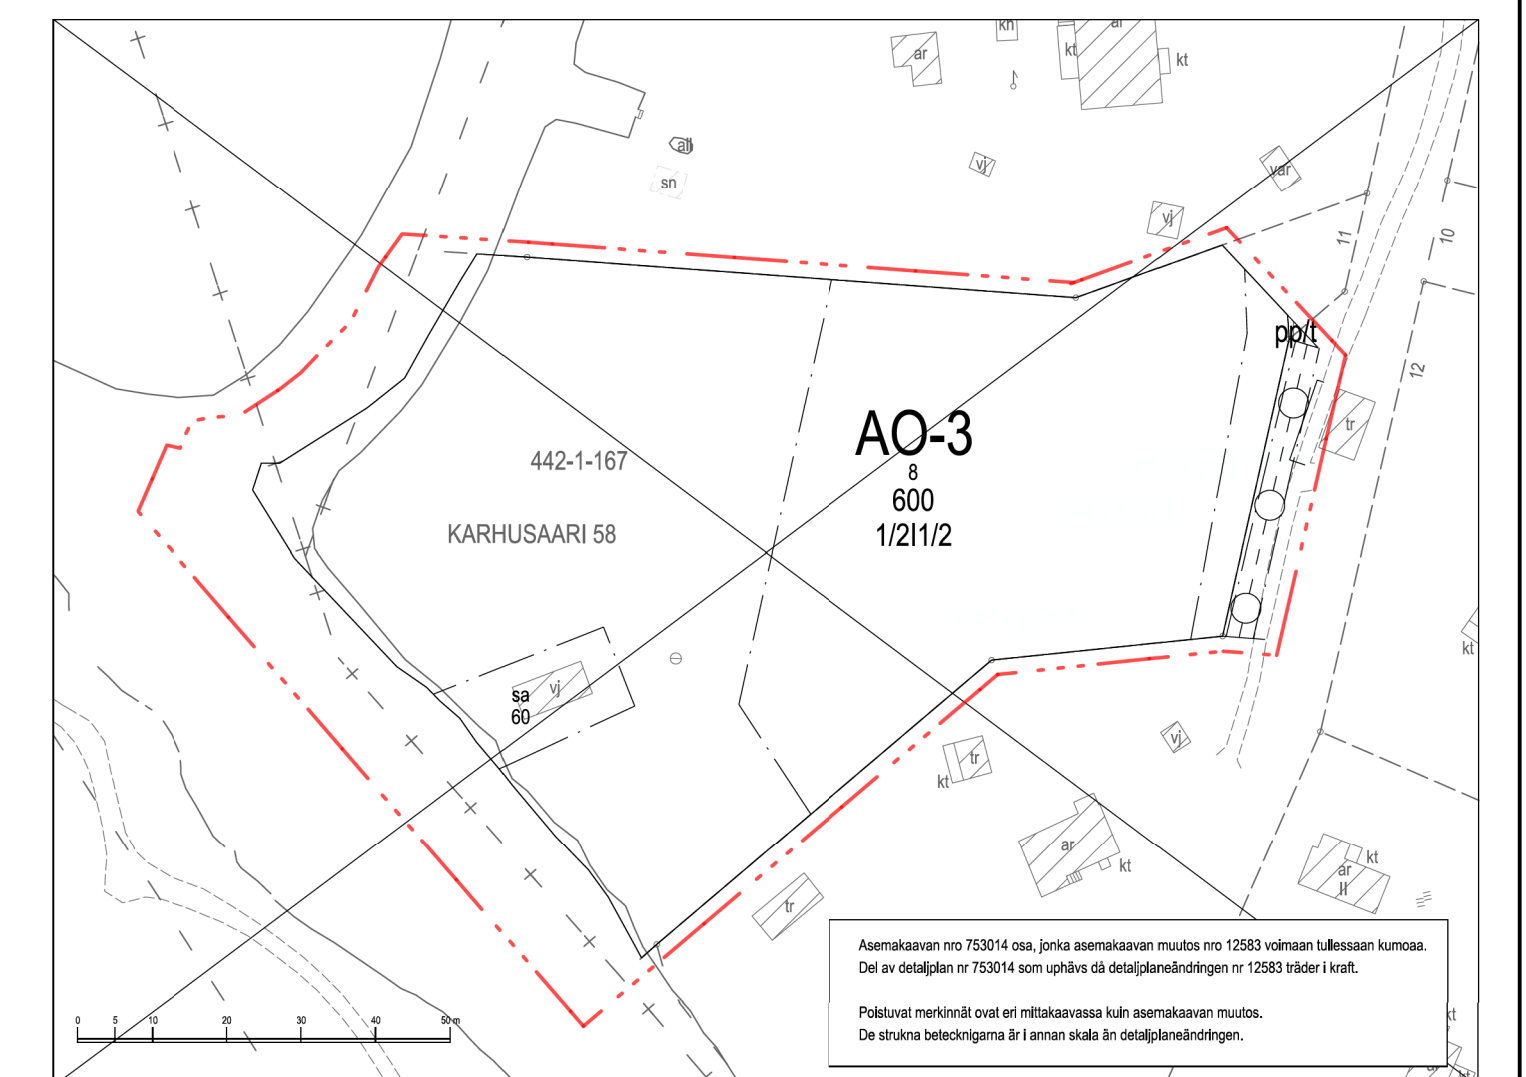 kh
ar
ar
kt
kt
all
sn
vj
var
vj
11
10
pp/t
12
tr
AO-3
8
600
1/2I1/2
442-1-167
KARHUSAARI 58
kt
sa
60
vj
vj
tr
kt
ar
kt
kt
ar
II
tr
Asemakaavan nro 753014 osa, jonka asemakaavan muutos nro 12583 voimaan tullessaan kumoaa.
Del av detaljplan nr 753014 som uphävs då detaljplaneändringen nr 12583 träder i kraft.
Poistuvat merkinnät ovat eri mittakaavassa kuin asemakaavan muutos.
De strukna betecknigarna är i annan skala än detaljplaneändringen.
kt
ar
kt
0 5 10 20 30 40 50 m